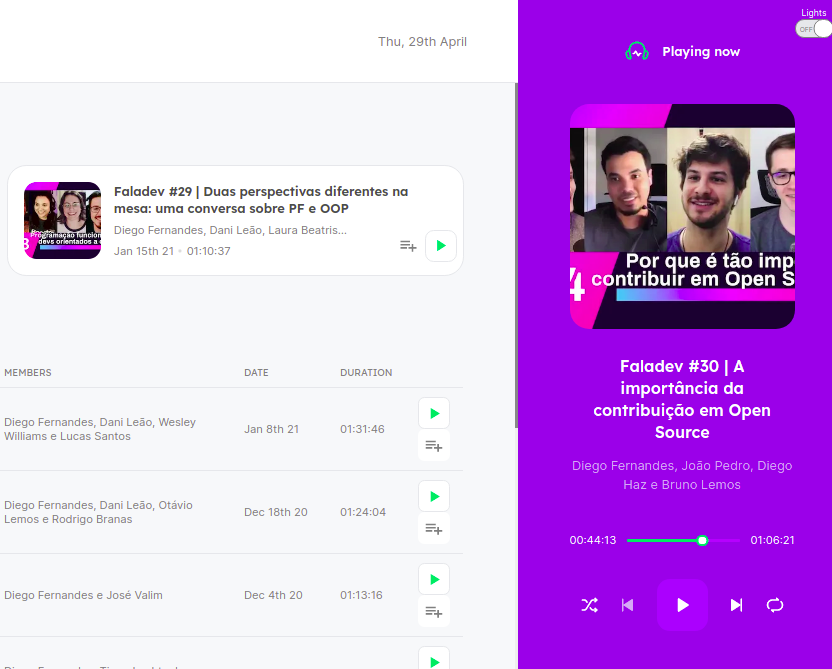 Thu, 29th April
Faladev #29 | Duas perspectivas diferentes na
mesa: uma conversa sobre PF e OOP
Diego Fernandes, Dani Leão, Laura Beatris...
Jan 15th 21 • 01:10:37
Programação funcion
devs orientados a
MEMBERS DATE DURATION
Diego Fernandes, Dani Leão, Wesley
Williams e Lucas Santos
Jan 8th 21 01:31:46
Diego Fernandes, Dani Leão, Otávio
Lemos e Rodrigo Branas
Dec 18th 20 01:24:04
Diego Fernandes e José Valim
Dec 4th 20 01:13:16
Lights
OFF
Playing now
Por que é tão imp
contribuir em Open S
4
Faladev #30 | A
importância da
contribuição em Open
Source
Diego Fernandes, João Pedro, Diego
Haz e Bruno Lemos
00:44:13 01:06:21